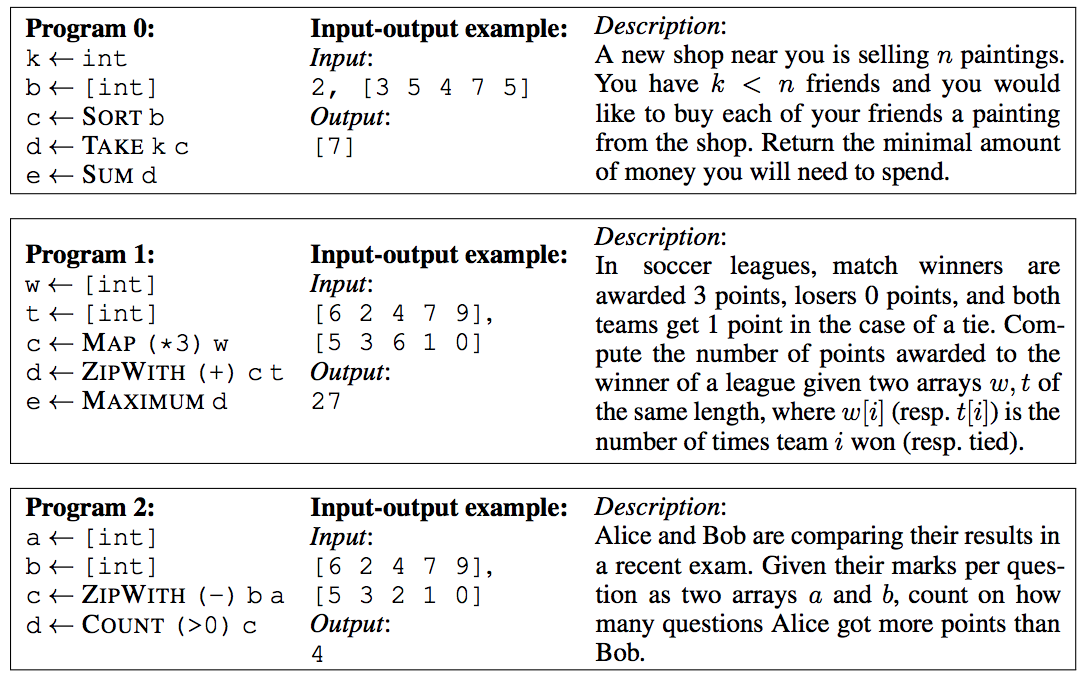 Program 0:
k ← int
b ← [int]
c ← SORT b
d ← TAKE k c
e ← SUM d
Input-output example:
Input:
2, [3 5 4 7 5]
Output:
[7]
Description:
A new shop near you is selling n paintings.
You have k < n friends and you would
like to buy each of your friends a painting
from the shop. Return the minimal amount
of money you will need to spend.
Program 1:
w ← [int]
t ← [int]
c ← MAP (*3) w
d ← ZIPWITH (+) c t
e ← MAXIMUM d
Input-output example:
Input:
[6 2 4 7 9],
[5 3 6 1 0]
Output:
27
Description:
In soccer leagues, match winners are
awarded 3 points, losers 0 points, and both
teams get 1 point in the case of a tie. Com-
pute the number of points awarded to the
winner of a league given two arrays w, t of
the same length, where w[i] (resp. t[i]) is the
number of times team i won (resp. tied).
Program 2:
a ← [int]
b ← [int]
c ← ZIPWITH (-) b a
d ← COUNT (>0) c
Input-output example:
Input:
[6 2 4 7 9],
[5 3 2 1 0]
Output:
4
Description:
Alice and Bob are comparing their results in
a recent exam. Given their marks per ques-
tion as two arrays a and b, count on how
many questions Alice got more points than
Bob.